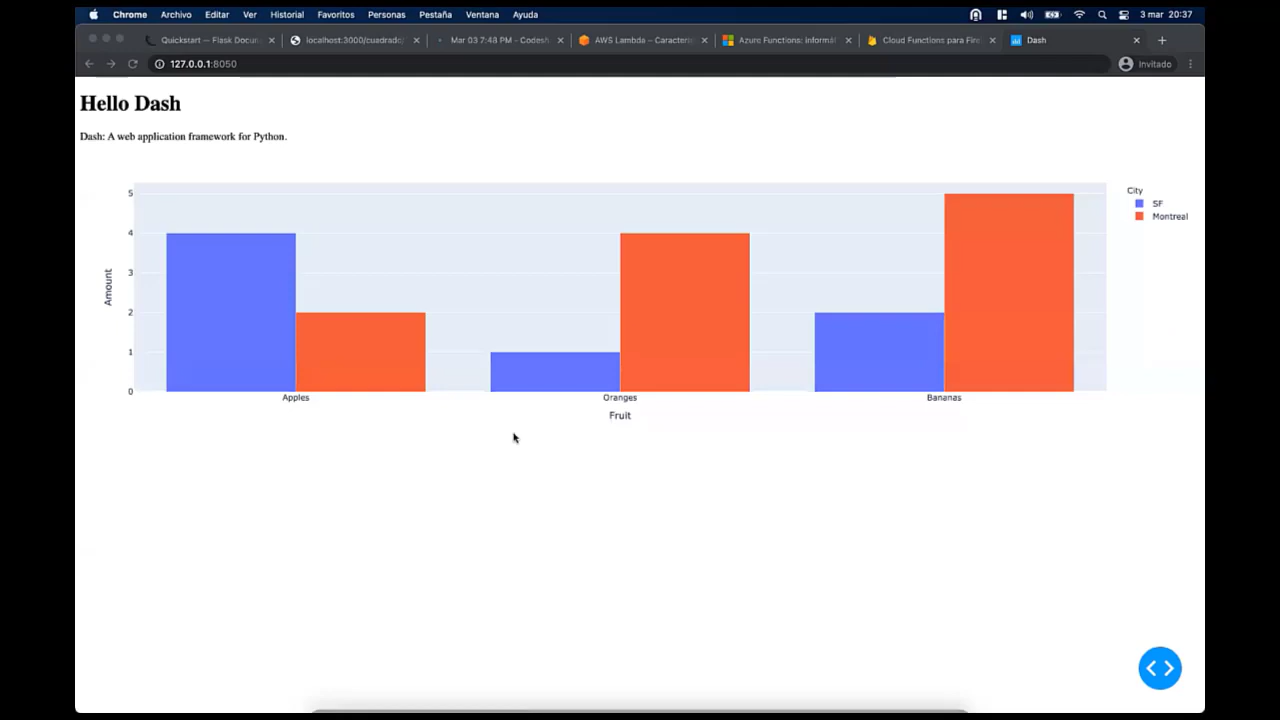 Chrome Archivo Editar Ver Historial Favoritos Personas Pestaña Ventana Ayuda 3 mar 20:37
Quickstart — Flask Docum localhost:3000/cuadrado/ Mar 03 7:48 PM - Codesh AWS Lambda – Caracterís Azure Functions: informát Cloud Functions para Fire Dash
127.0.0.1:8050 Invitado
Hello Dash
Dash: A web application framework for Python.
City
SF
Montreal
5
4
3
2
1
0
Amount
Apples Oranges Bananas
Fruit